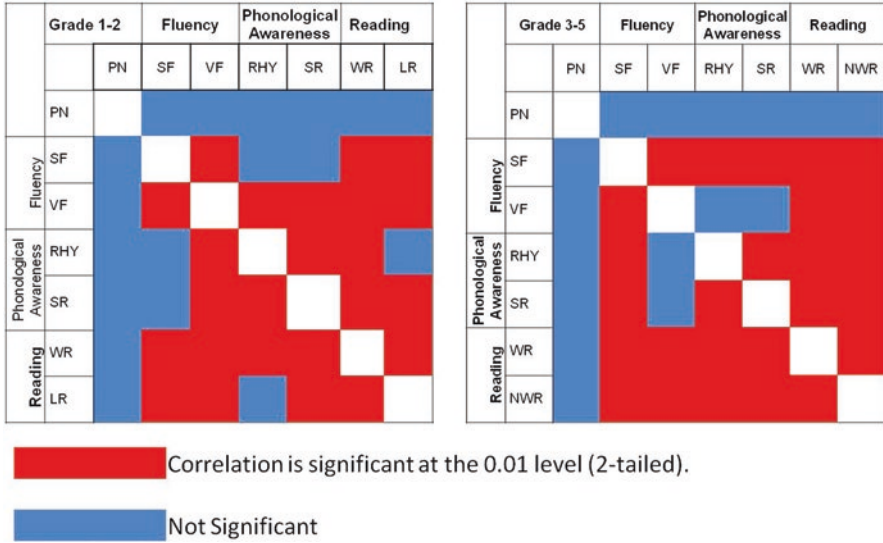 Grade 1-2 Fluency Phonological Awareness Reading
PN SF VF RHY SR WR LR
PN
Fluency
SF
VF
Phonological Awareness
RHY
SR
Reading
WR
LR
Grade 3-5 Fluency Phonological Awareness Reading
PN SF VF RHY SR WR NWR
PN
Fluency
SF
VF
Phonological Awareness
RHY
SR
Reading
WR
NWR
Correlation is significant at the 0.01 level (2-tailed).
Not Significant